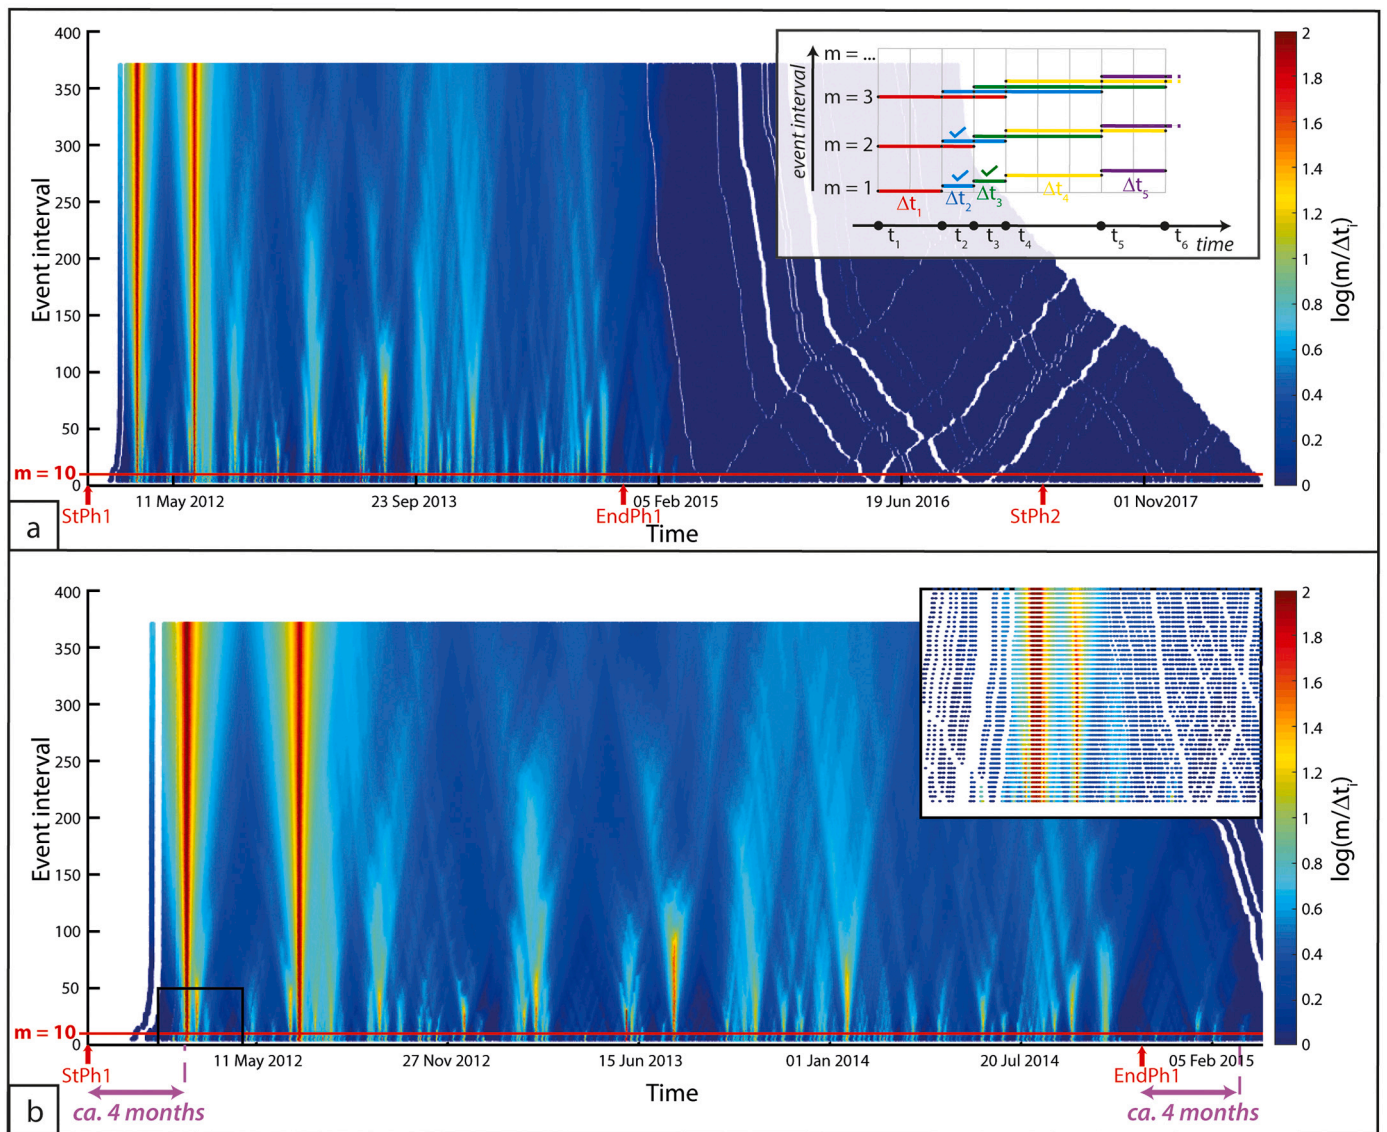 400
350
300
250
200
150
100
50
m = 10
0
Event interval
StPh1
11 May 2012
23 Sep 2013
EndPh1
05 Feb 2015
19 Jun 2016
StPh2
01 Nov2017
Time
a
event interval
m = ...
m = 3
m = 2
m = 1
Δt1
Δt2
Δt3
Δt4
Δt5
t1
t2
t3
t4
t5
t6
time
2
1.8
1.6
1.4
1.2
1
0.8
0.6
0.4
0.2
0
log(m/Δti)
400
350
300
250
200
150
100
50
m = 10
0
Event interval
StPh1
11 May 2012
27 Nov 2012
15 Jun 2013
01 Jan 2014
20 Jul 2014
EndPh1
05 Feb 2015
Time
ca. 4 months
ca. 4 months
b
2
1.8
1.6
1.4
1.2
1
0.8
0.6
0.4
0.2
0
log(m/Δti)